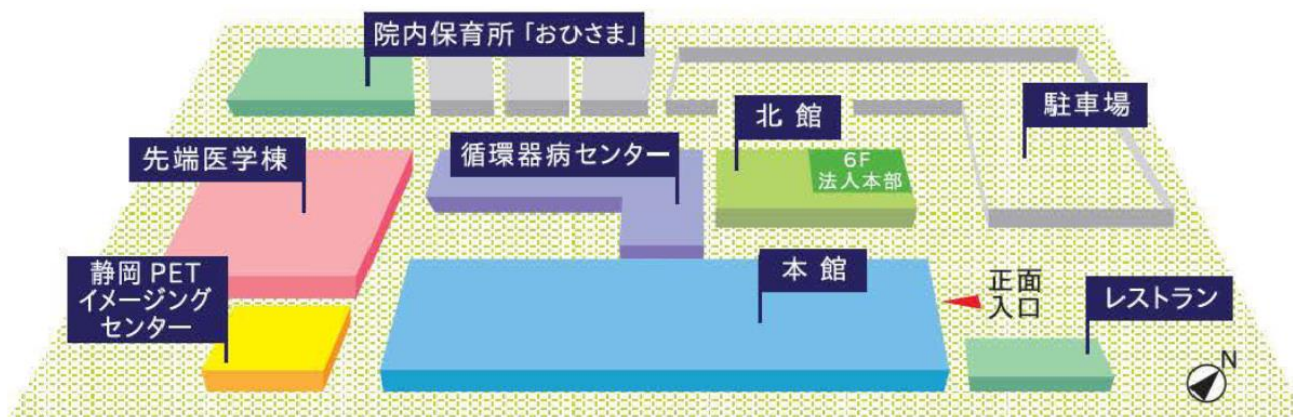 院内保育所「おひさま」
北 館
駐車場
先端医学棟
循環器病センター
6F
法人本部
静岡 PET
イメージング
センター
本 館
正面
入口
レストラン
N